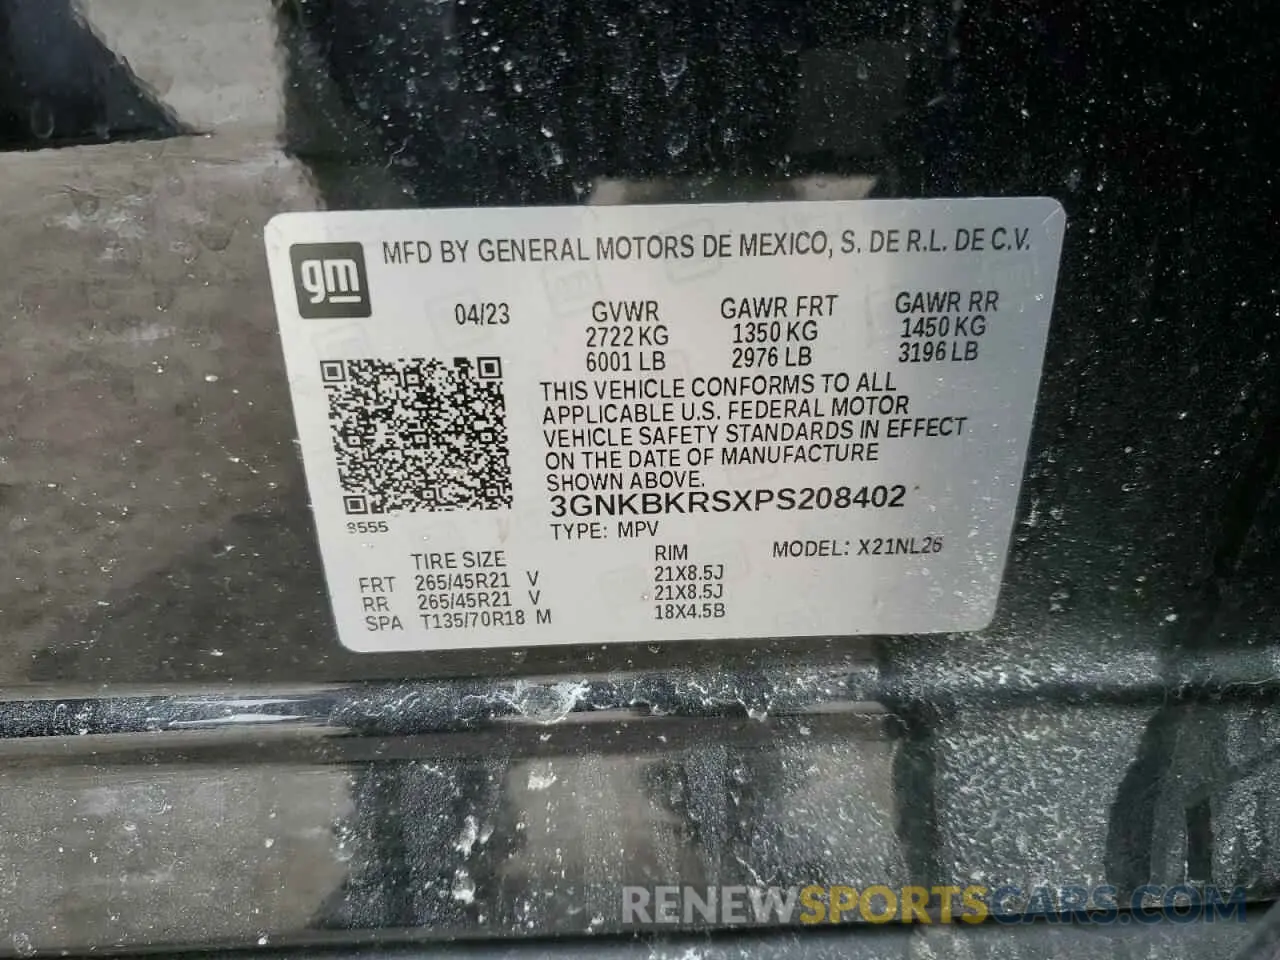 gm
MFD BY GENERAL MOTORS DE MEXICO, S. DE R.L. DE C.V.
04/23 GVWR GAWR FRT GAWR RR
2722 KG 1350 KG 1450 KG
6001 LB 2976 LB 3196 LB
THIS VEHICLE CONFORMS TO ALL
APPLICABLE U.S. FEDERAL MOTOR
VEHICLE SAFETY STANDARDS IN EFFECT
ON THE DATE OF MANUFACTURE
SHOWN ABOVE.
3GNKBKRSXPS208402
TYPE: MPV
MODEL: X21NL26
TIRE SIZE RIM
FRT 265/45R21 V 21X8.5J
RR 265/45R21 V 21X8.5J
SPA T135/70R18 M 18X4.5B
RENEWSPORTSCARS.COM